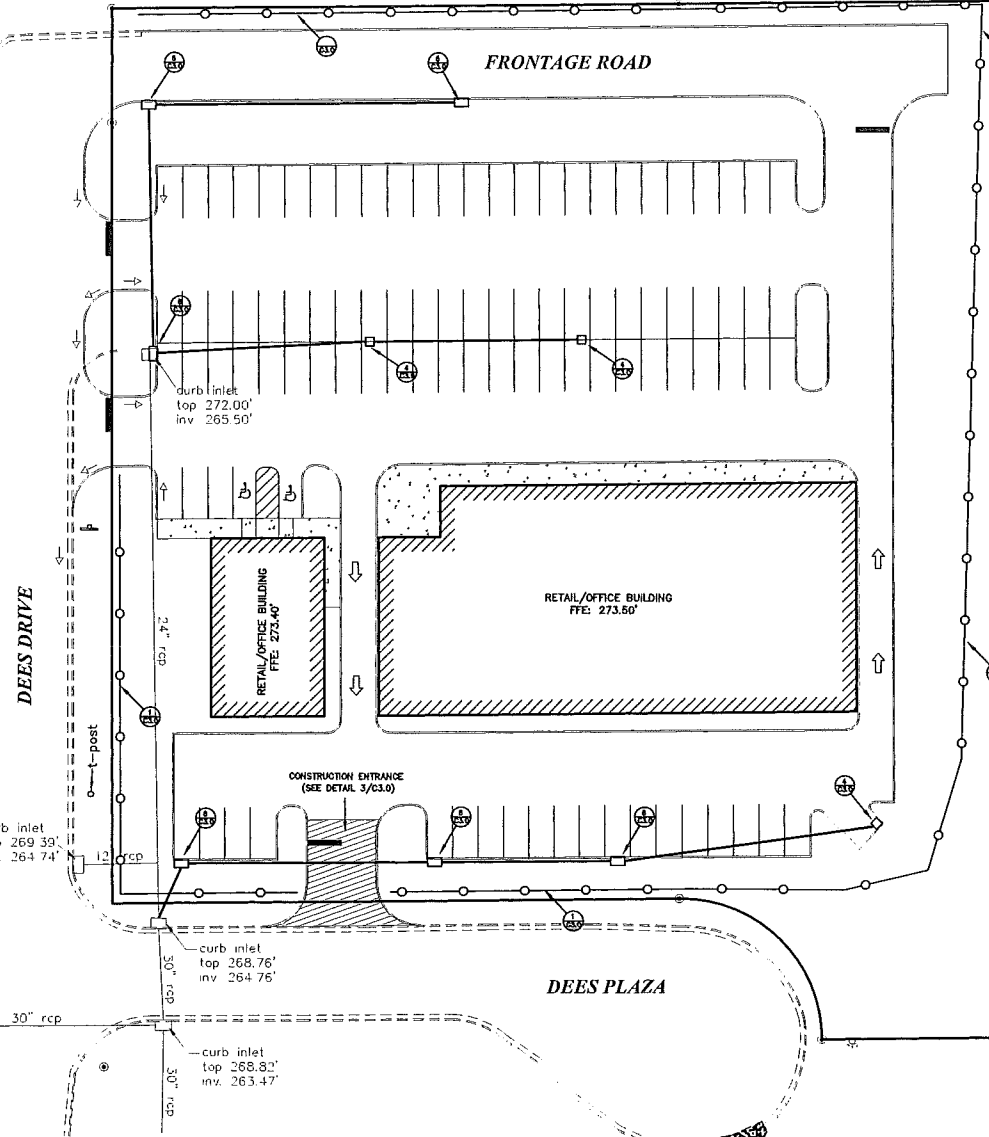 FRONTAGE ROAD
curb inlet
top 272.00'
inv 265.50'
RETAIL/OFFICE BUILDING
FFE: 273.40'
RETAIL/OFFICE BUILDING
FFE: 273.50'
DEES DRIVE
24" rcp
t-post
CONSTRUCTION ENTRANCE
(SEE DETAIL 3/C3.0)
inlet
269 39'
264 74'
12 rcp
curb inlet
top 268.76'
inv 264 76'
30" rcp
DEES PLAZA
30" rcp
curb inlet
top 268.82'
inv. 263.47'
30" rcp